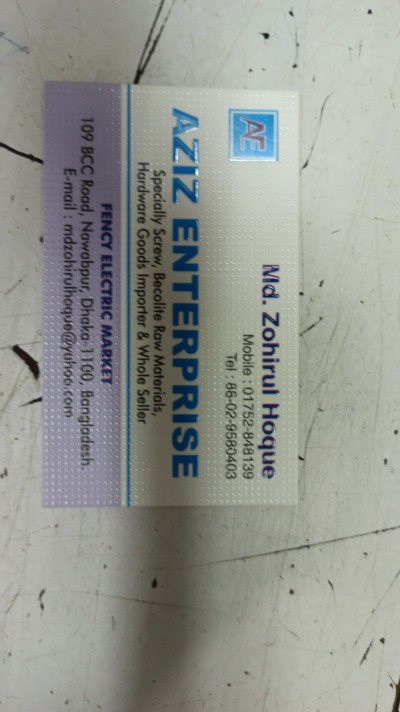 AE
Md. Zohirul Hoque
Mobile : 01752-848139
Tel : 86-02-9580403
AZIZ ENTERPRISE
Specially Screw, Becolite Raw Materials,
Hardware Goods Importer & Whole Seller
FENCY ELECTRIC MARKET
109 BCC Road, Nawabpur, Dhaka-1100, Bangladesh.
E-mail : mdzohirulhoque@yahoo.com